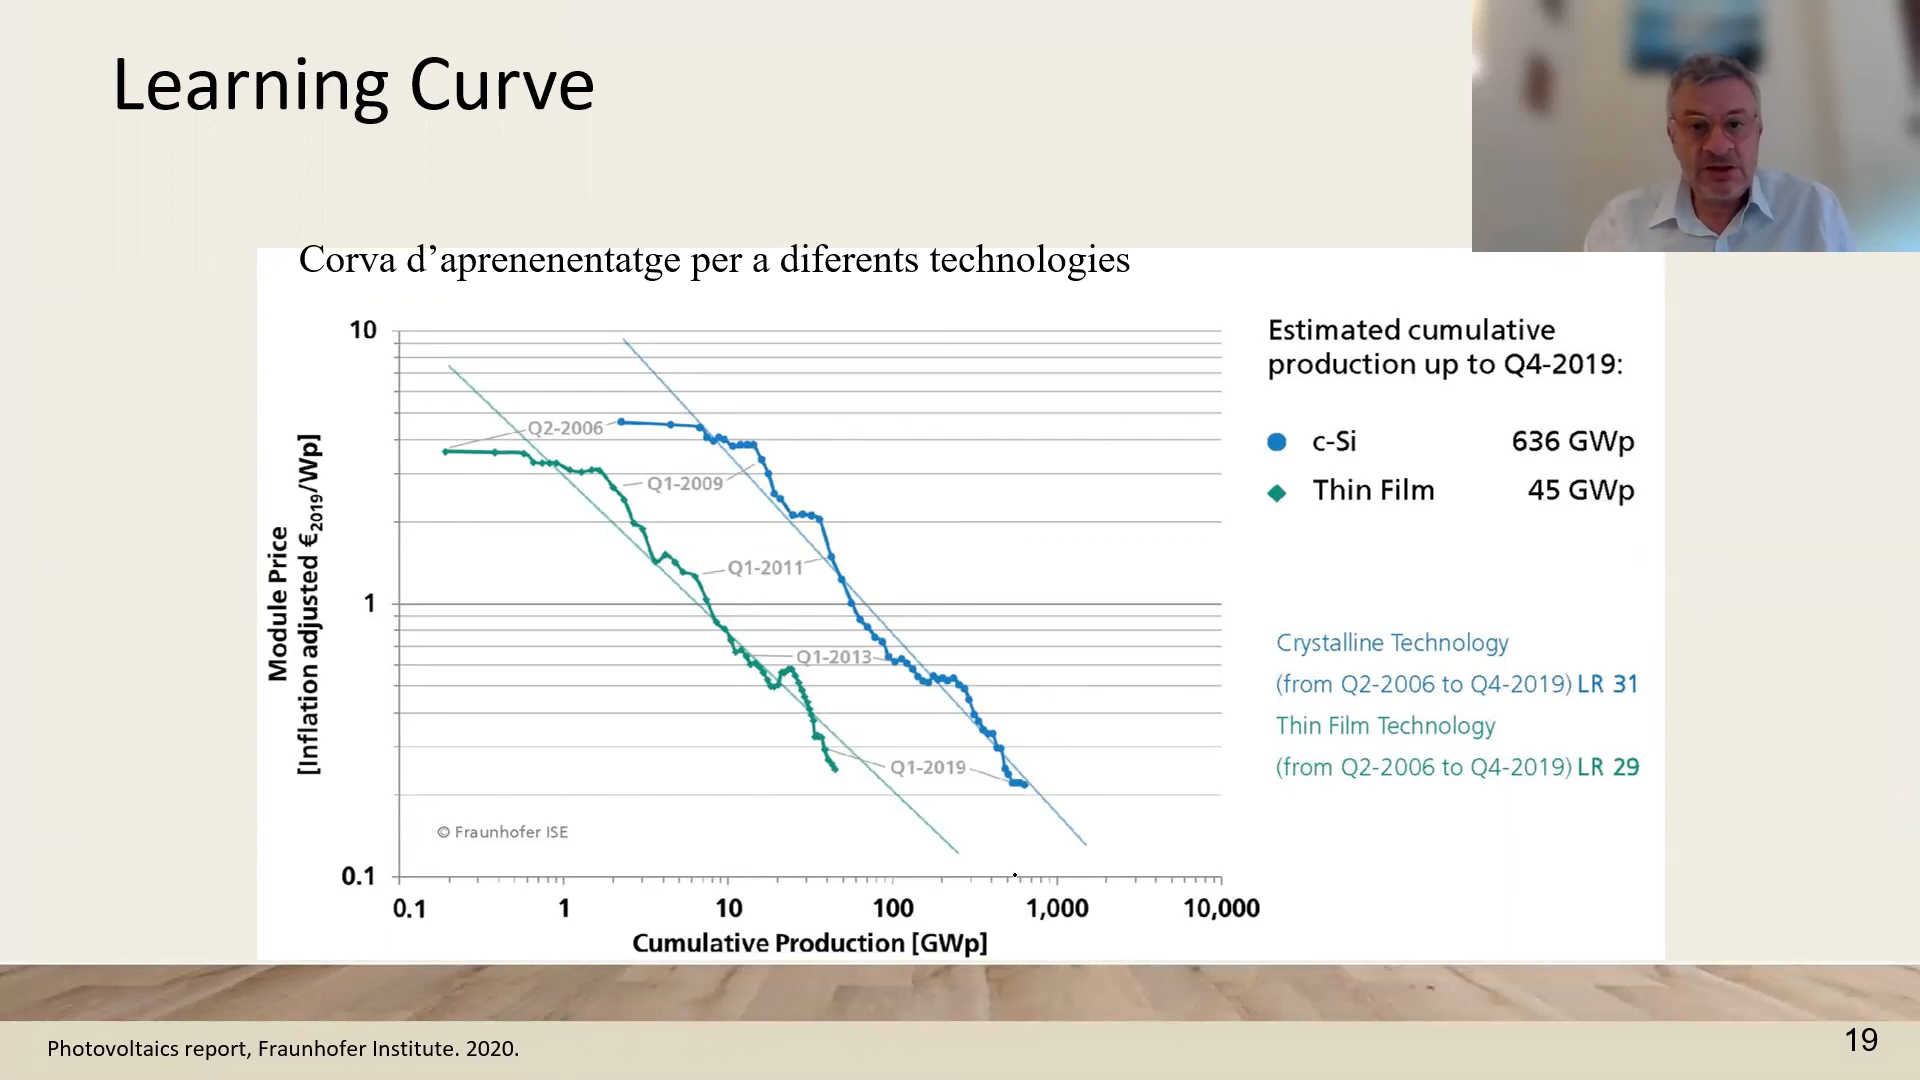 Learning Curve
Corva d’aprenenentatge per a diferents technologies
10
1
0.1
Module Price
[Inflation adjusted €2019/Wp]
Q2-2006
Q1-2009
Q1-2011
Q1-2013
Q1-2019
© Fraunhofer ISE
0.1 1 10 100 1,000 10,000
Cumulative Production [GWp]
Estimated cumulative
production up to Q4-2019:
c-Si 636 GWp
Thin Film 45 GWp
Crystalline Technology
(from Q2-2006 to Q4-2019) LR 31
Thin Film Technology
(from Q2-2006 to Q4-2019) LR 29
Photovoltaics report, Fraunhofer Institute. 2020.
19